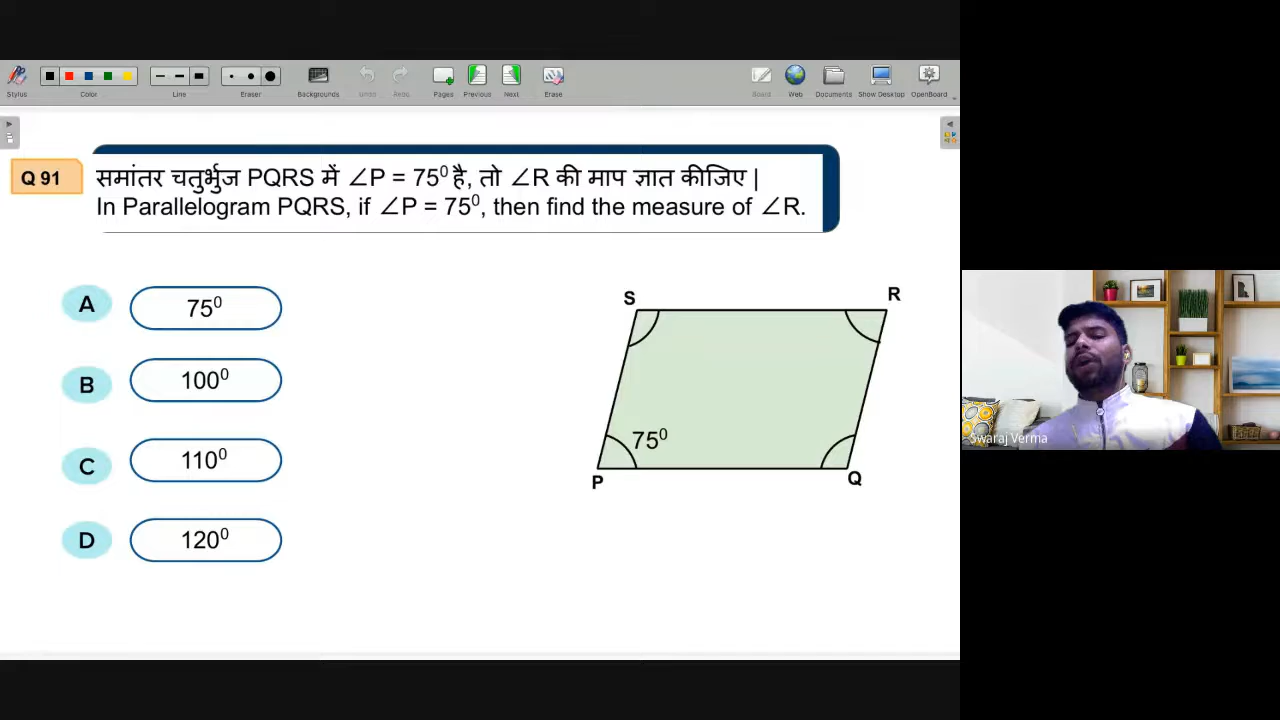 Stylus
Color
Line
Eraser
Backgrounds
Undo
Redo
Pages
Previous
Next
Erase
Board
Web
Documents
Show Desktop
OpenBoard
Q 91
समांतर चतुर्भुज PQRS में ∠P = 75⁰ है, तो ∠R की माप ज्ञात कीजिए |
In Parallelogram PQRS, if ∠P = 75⁰, then find the measure of ∠R.
A 75⁰
B 100⁰
C 110⁰
D 120⁰
S R
75⁰
P Q
Swaraj Verma